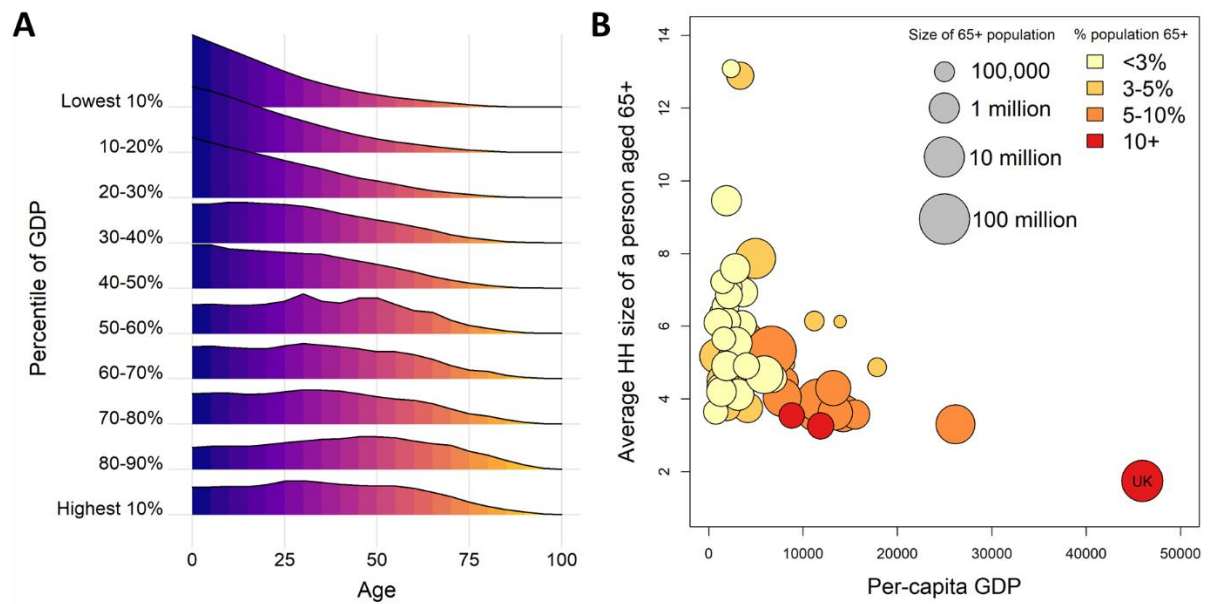 A
Percentile of GDP
Lowest 10%
10-20%
20-30%
30-40%
40-50%
50-60%
60-70%
70-80%
80-90%
Highest 10%
0 25 50 75 100
Age
B
Average HH size of a person aged 65+
14
12
10
8
6
4
2
Size of 65+ population
100,000
1 million
10 million
100 million
% population 65+
<3%
3-5%
5-10%
10+
UK
0 10000 20000 30000 40000 50000
Per-capita GDP